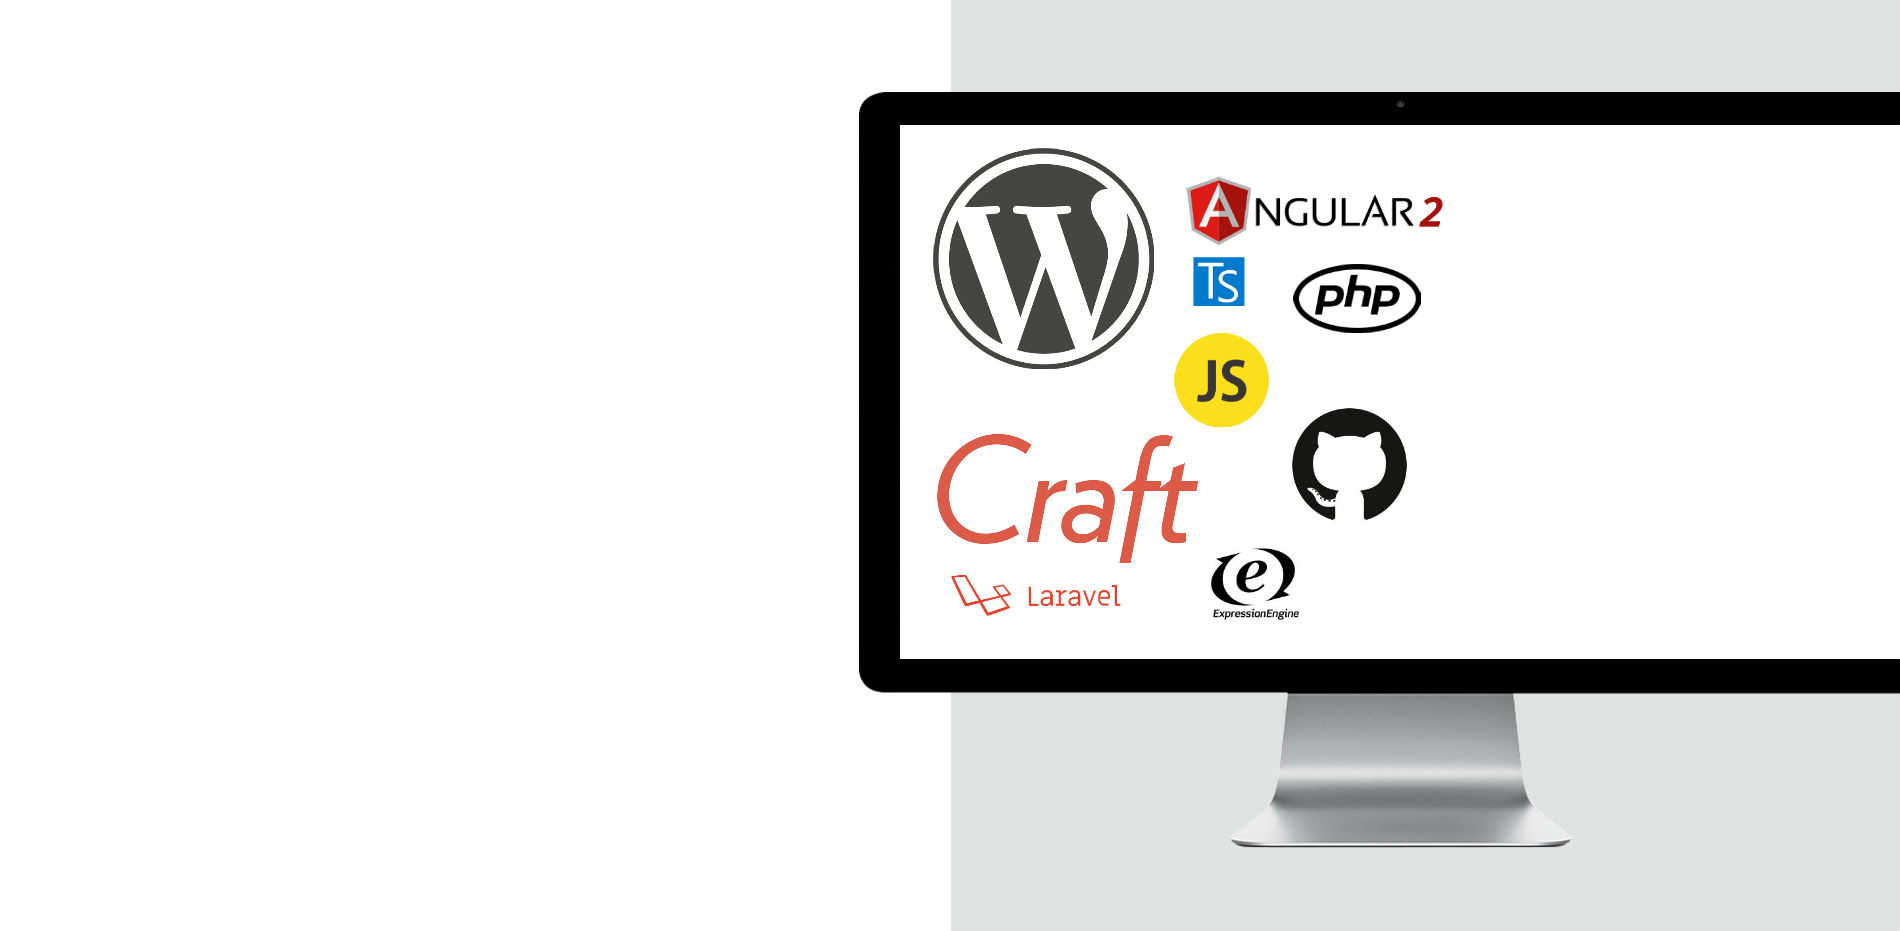 W
ANGULAR 2
TS
php
JS
Craft
Laravel
e
ExpressionEngine